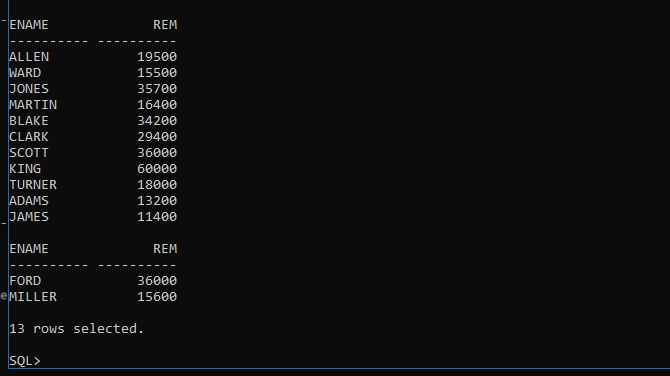 ENAME             REM
---------- ----------
ALLEN           19500
WARD            15500
JONES           35700
MARTIN          16400
BLAKE           34200
CLARK           29400
SCOTT           36000
KING            60000
TURNER          18000
ADAMS           13200
JAMES           11400
ENAME             REM
---------- ----------
FORD            36000
MILLER          15600
13 rows selected.
SQL>